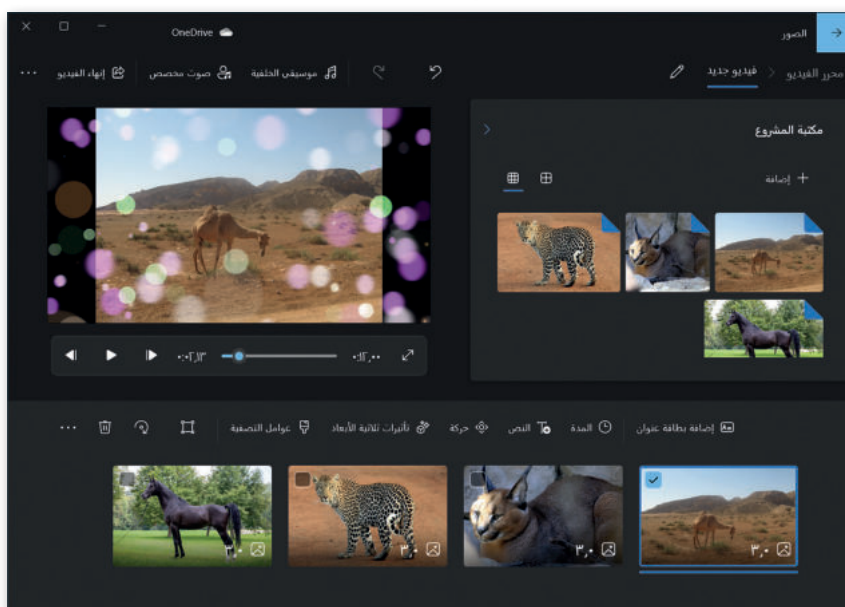 الصور
OneDrive
محرر الفيديو
فيديو جديد
موسيقى الخلفية
صوت مخصص
إنهاء الفيديو
مكتبة المشروع
إضافة
٠:٠٢,١٣
٠:١٢,٠٠
إضافة بطاقة عنوان
المدة
النص
حركة
تأثيرات ثلاثية الأبعاد
عوامل التصفية
٣,٠
٣,٠
٣,٠
٣,٠